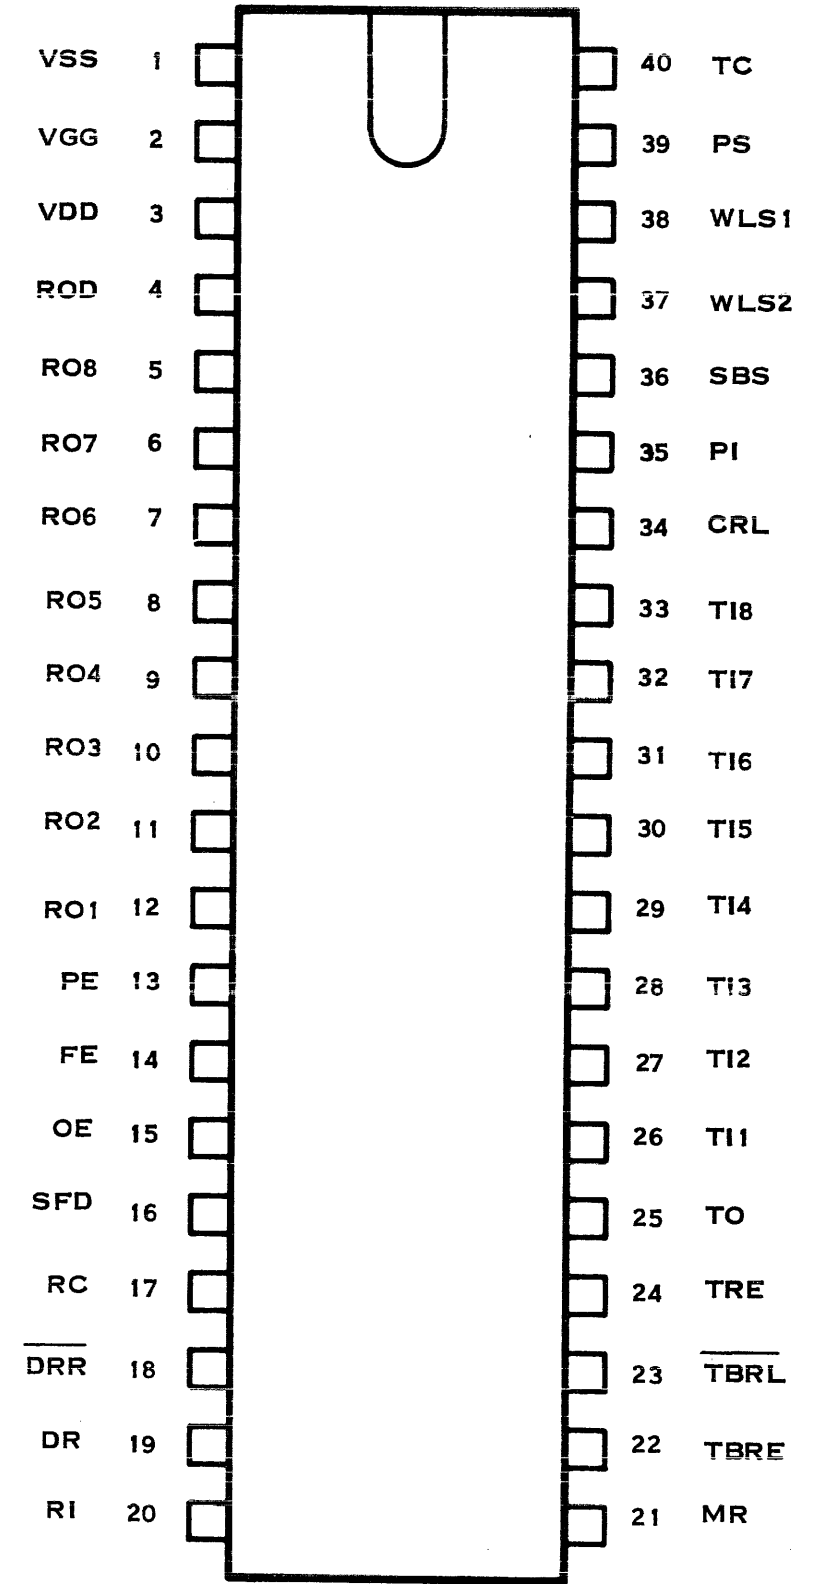 VSS 1 40 TC
VGG 2 39 PS
VDD 3 38 WLS1
ROD 4 37 WLS2
RO8 5 36 SBS
RO7 6 35 PI
RO6 7 34 CRL
RO5 8 33 TI8
RO4 9 32 TI7
RO3 10 31 TI6
RO2 11 30 TI5
RO1 12 29 TI4
PE 13 28 TI3
FE 14 27 TI2
OE 15 26 TI1
SFD 16 25 TO
RC 17 24 TRE
D̅R̅R̅ 18 23 T̅B̅R̅L̅
DR 19 22 TBRE
RI 20 21 MR